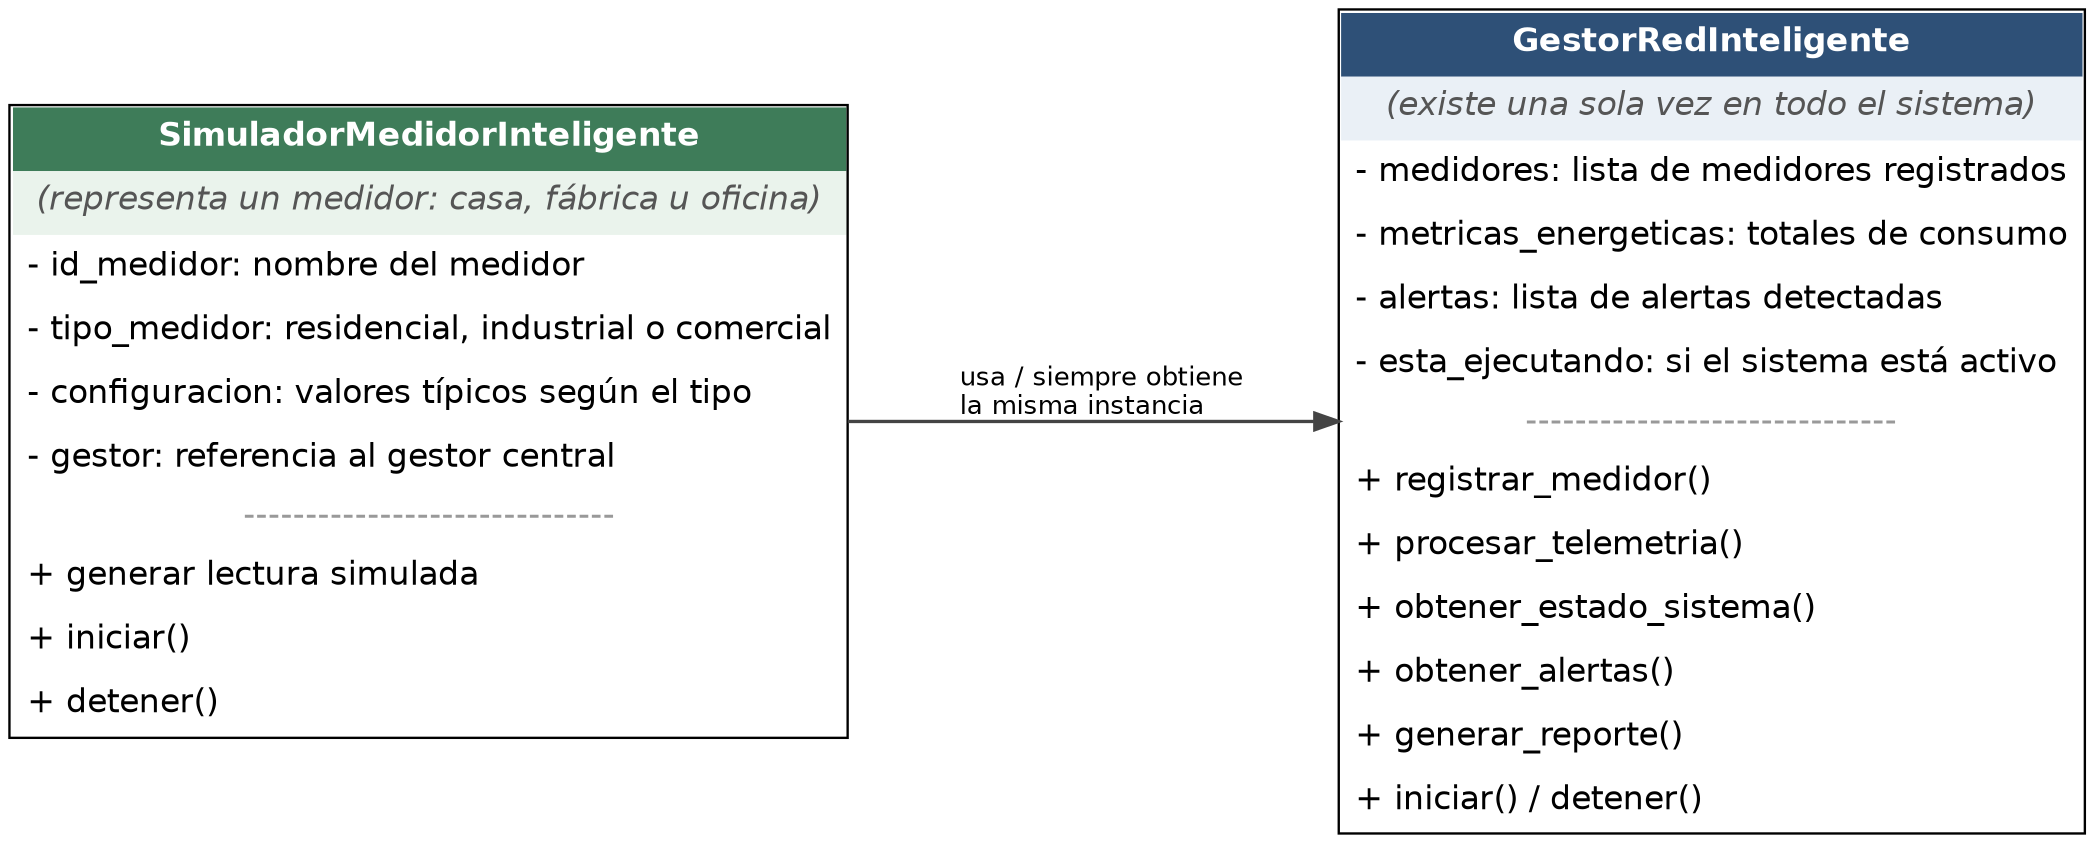 SimuladorMedidorInteligente
(representa un medidor: casa, fábrica u oficina)
- id_medidor: nombre del medidor
- tipo_medidor: residencial, industrial o comercial
- configuracion: valores típicos según el tipo
- gestor: referencia al gestor central
------------------------------
+ generar lectura simulada
+ iniciar()
+ detener()
usa / siempre obtiene
la misma instancia
GestorRedInteligente
(existe una sola vez en todo el sistema)
- medidores: lista de medidores registrados
- metricas_energeticas: totales de consumo
- alertas: lista de alertas detectadas
- esta_ejecutando: si el sistema está activo
------------------------------
+ registrar_medidor()
+ procesar_telemetria()
+ obtener_estado_sistema()
+ obtener_alertas()
+ generar_reporte()
+ iniciar() / detener()